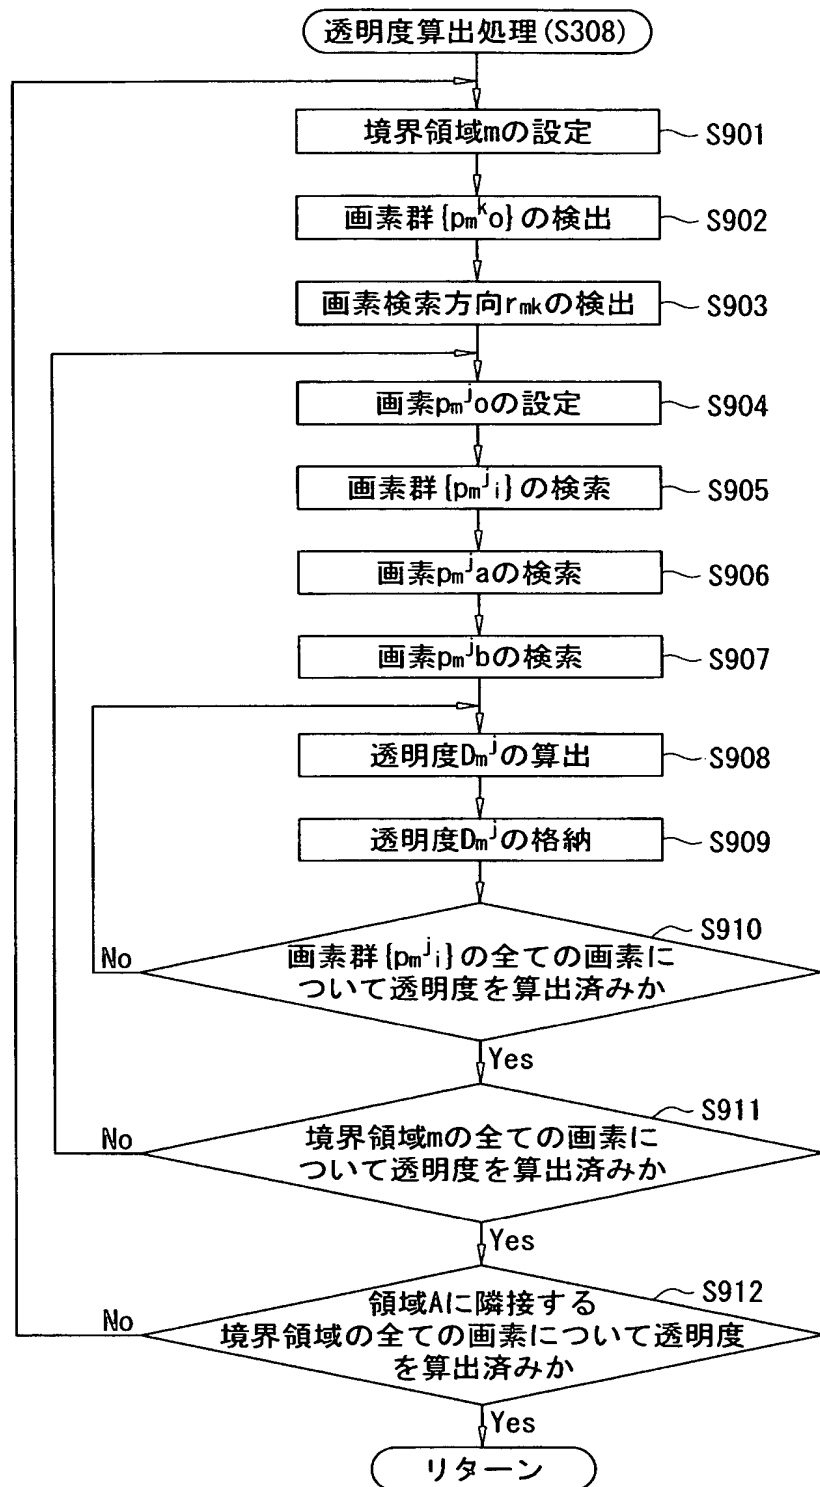 透明度算出処理(S308)
境界領域mの設定
S901
画素群{pmko}の検出
S902
画素検索方向rmkの検出
S903
画素pmjoの設定
S904
画素群{pmji}の検索
S905
画素pmjaの検索
S906
画素pmjbの検索
S907
透明度Dmjの算出
S908
透明度Dmjの格納
S909
S910
No
画素群{pmji}の全ての画素に
ついて透明度を算出済みか
Yes
S911
No
境界領域mの全ての画素に
ついて透明度を算出済みか
Yes
S912
No
領域Aに隣接する
境界領域の全ての画素について透明度
を算出済みか
Yes
リターン